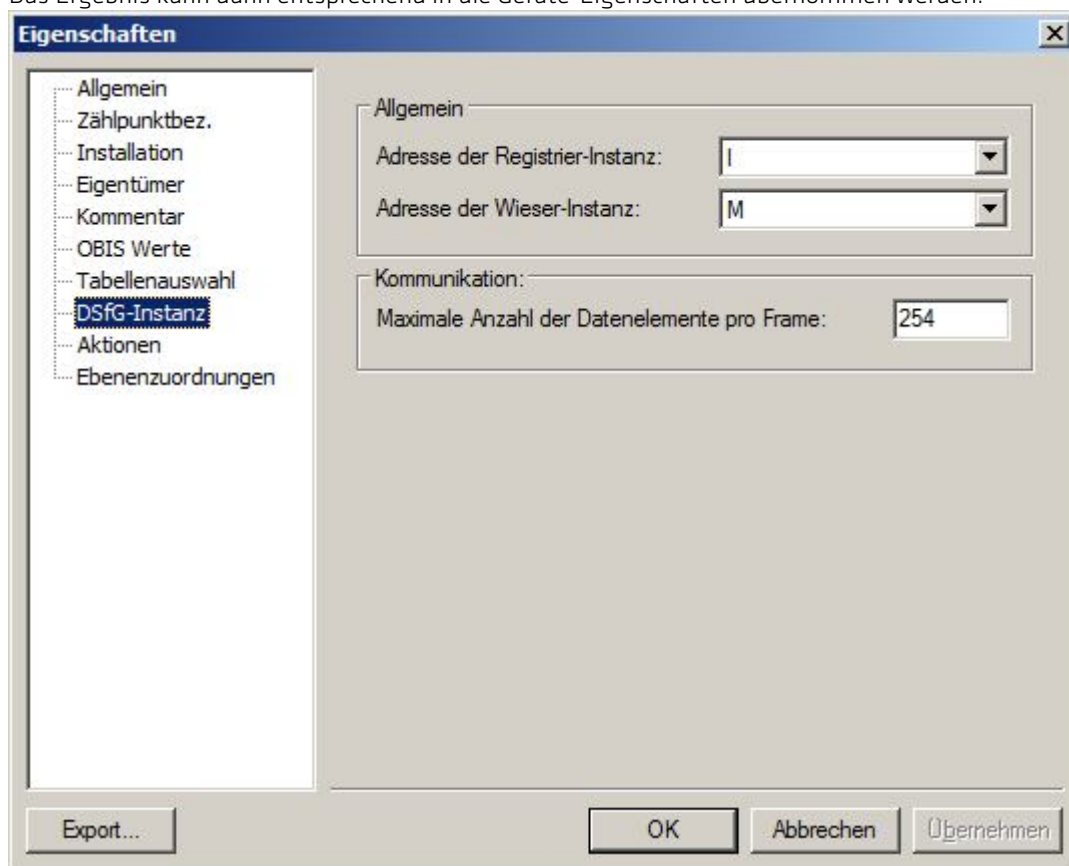 Das Ergebnis kann dann entsprechend in die Geräte-Eigenschaften übernommen werden.
Eigenschaften
Allgemein
Zählpunktbez.
Installation
Eigentümer
Kommentar
OBIS Werte
Tabellenauswahl
DSfG-Instanz
Aktionen
Ebenenzuordnungen
Allgemein
Adresse der Registrier-Instanz: I
Adresse der Wieser-Instanz: M
Kommunikation:
Maximale Anzahl der Datenelemente pro Frame: 254
Export... OK Abbrechen Übernehmen